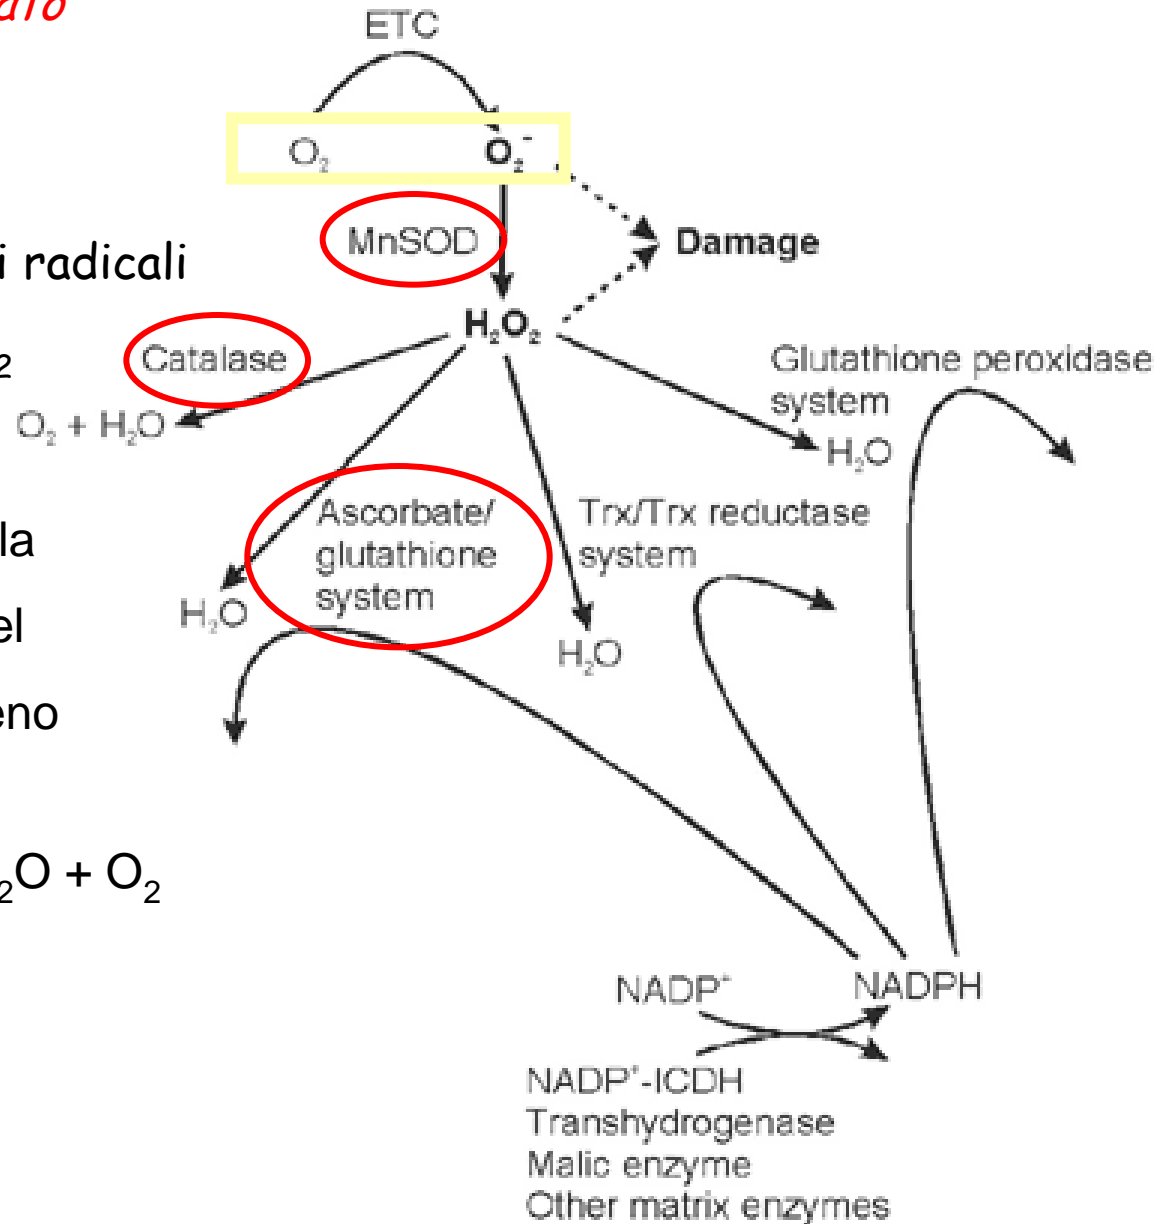 ETC
O₂ O₂⁻
MnSOD
Damage
i radicali
H₂O₂
2
Catalase
Glutathione peroxidase
system
O₂ + H₂O
H₂O
la
Ascorbate/
glutathione
system
Trx/Trx reductase
system
H₂O
el
H₂O
eno
₂O + O₂
NADP⁺
NADPH
NADP⁺-ICDH
Transhydrogenase
Malic enzyme
Other matrix enzymes